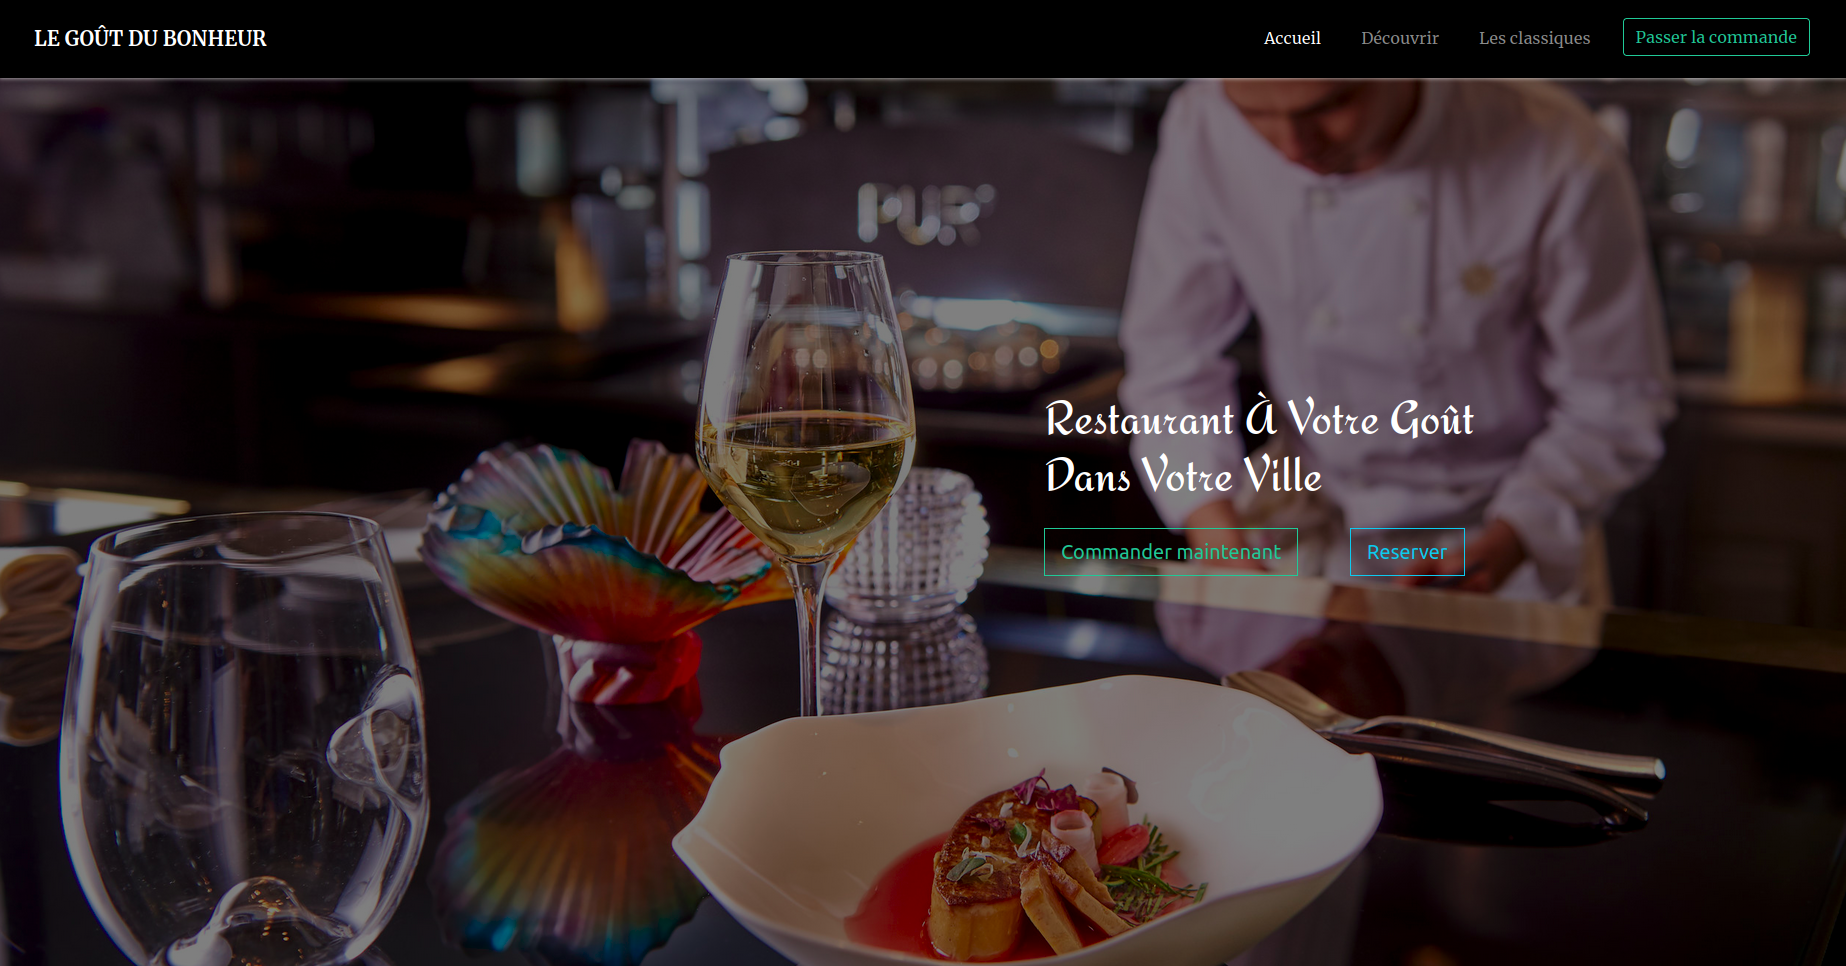 LE GOÛT DU BONHEUR
Accueil
Découvrir
Les classiques
Passer la commande
PUR'
Restaurant À Votre Goût
Dans Votre Ville
Commander maintenant
Reserver